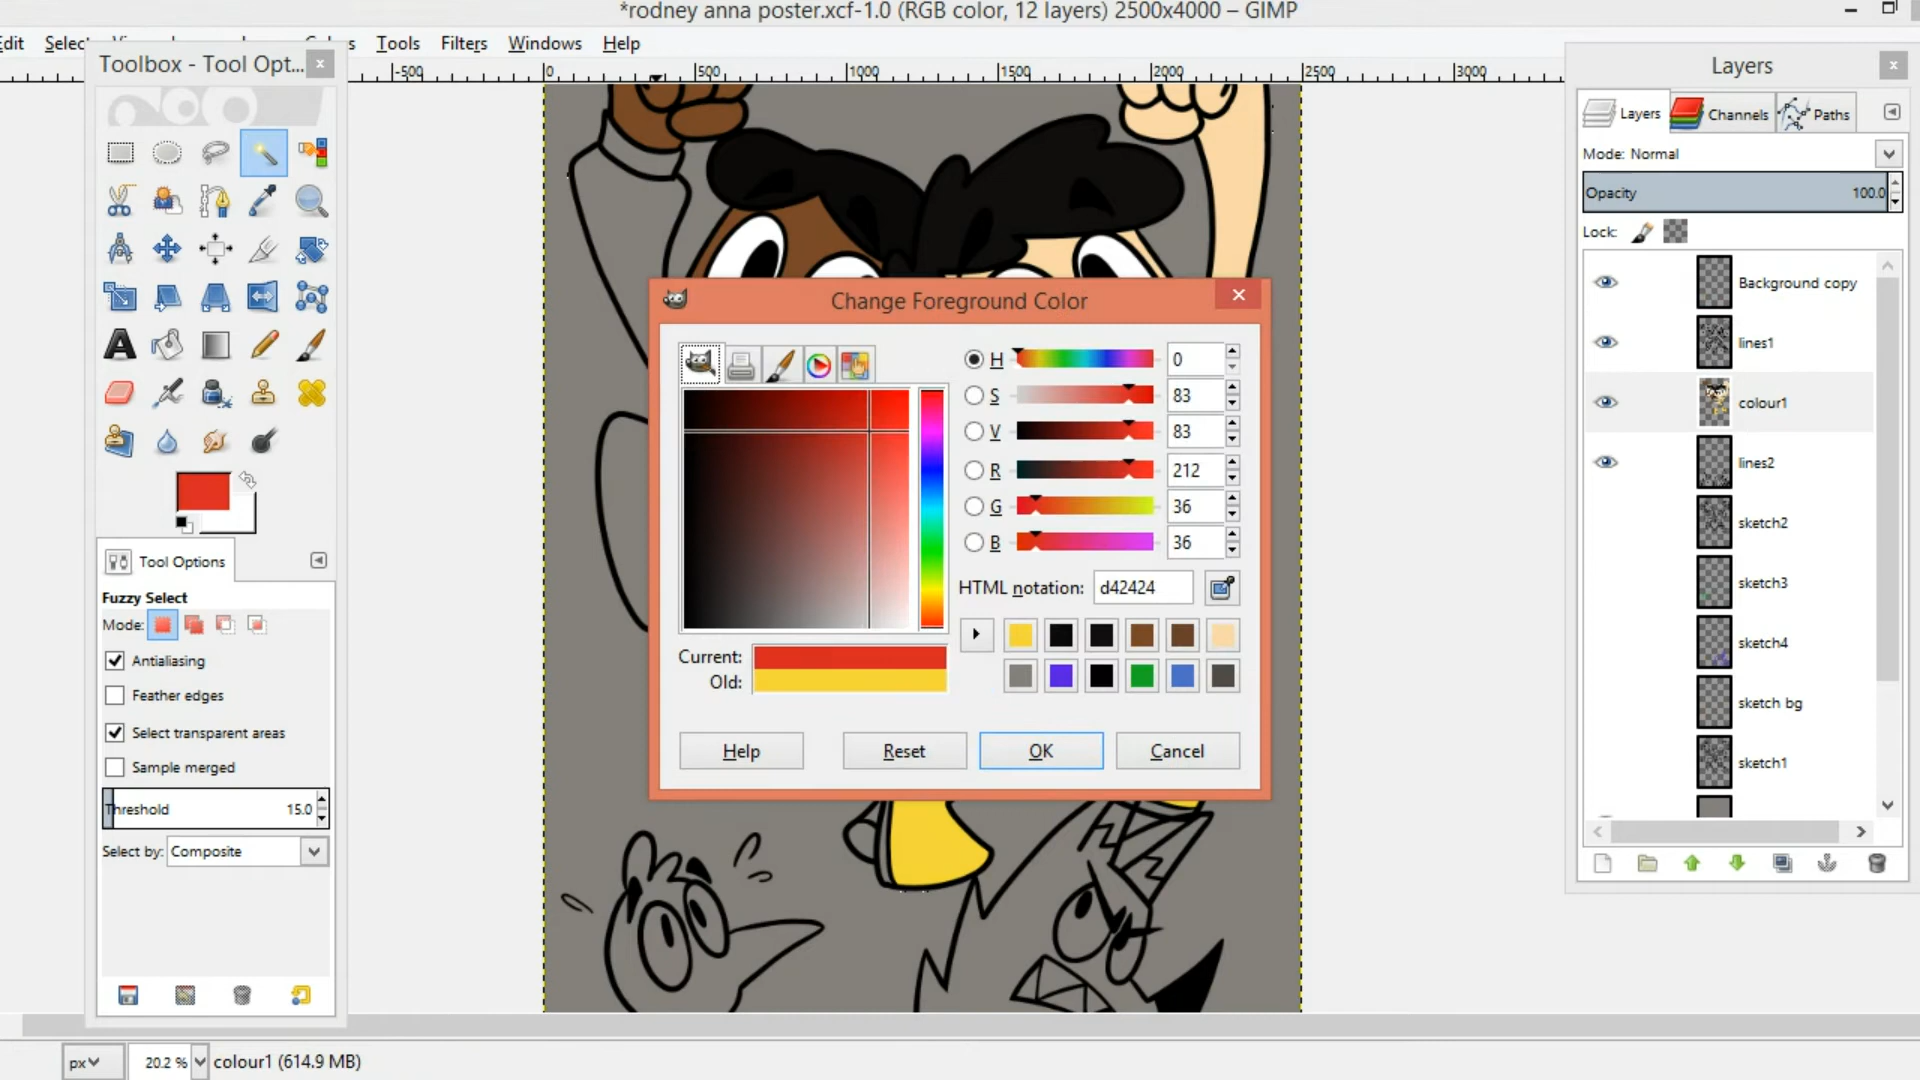 *rodney anna poster.xcf-1.0 (RGB color, 12 layers) 2500x4000 – GIMP
Edit Select Tools Filters Windows Help
Toolbox - Tool Opt...
-500 0 500 1000 1500 2000 2500 3000
Layers
Layers Channels Paths
Mode: Normal
Opacity 100.0
Lock:
Background copy
lines1
colour1
lines2
sketch2
sketch3
sketch4
sketch bg
sketch1
Change Foreground Color
H 0
S 83
V 83
R 212
G 36
B 36
HTML notation: d42424
Current:
Old:
Help Reset OK Cancel
Tool Options
Fuzzy Select
Mode:
Antialiasing
Feather edges
Select transparent areas
Sample merged
Threshold 15.0
Select by: Composite
px 20.2 % colour1 (614.9 MB)